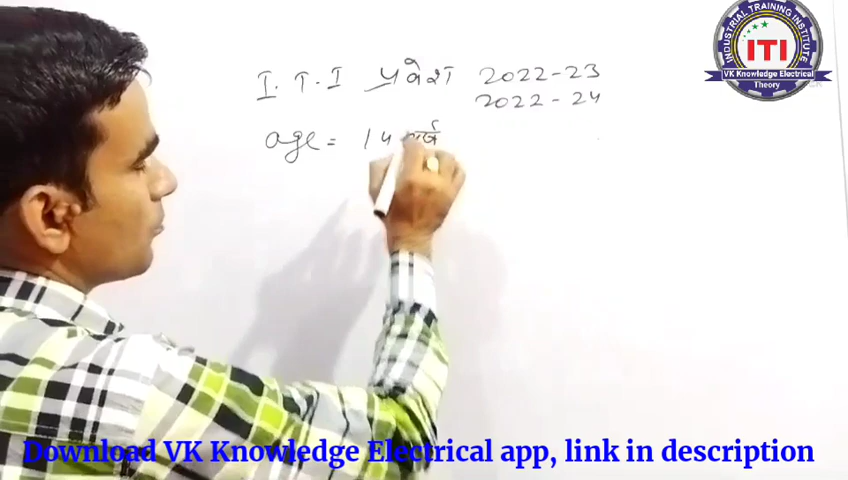 I. T. I प्रवेश 2022-23
2022-24
age = 14 वर्ष
INDUSTRIAL TRAINING INSTITUTE
ITI
VK Knowledge Electrical
Theory
Download VK Knowledge Electrical app, link in description